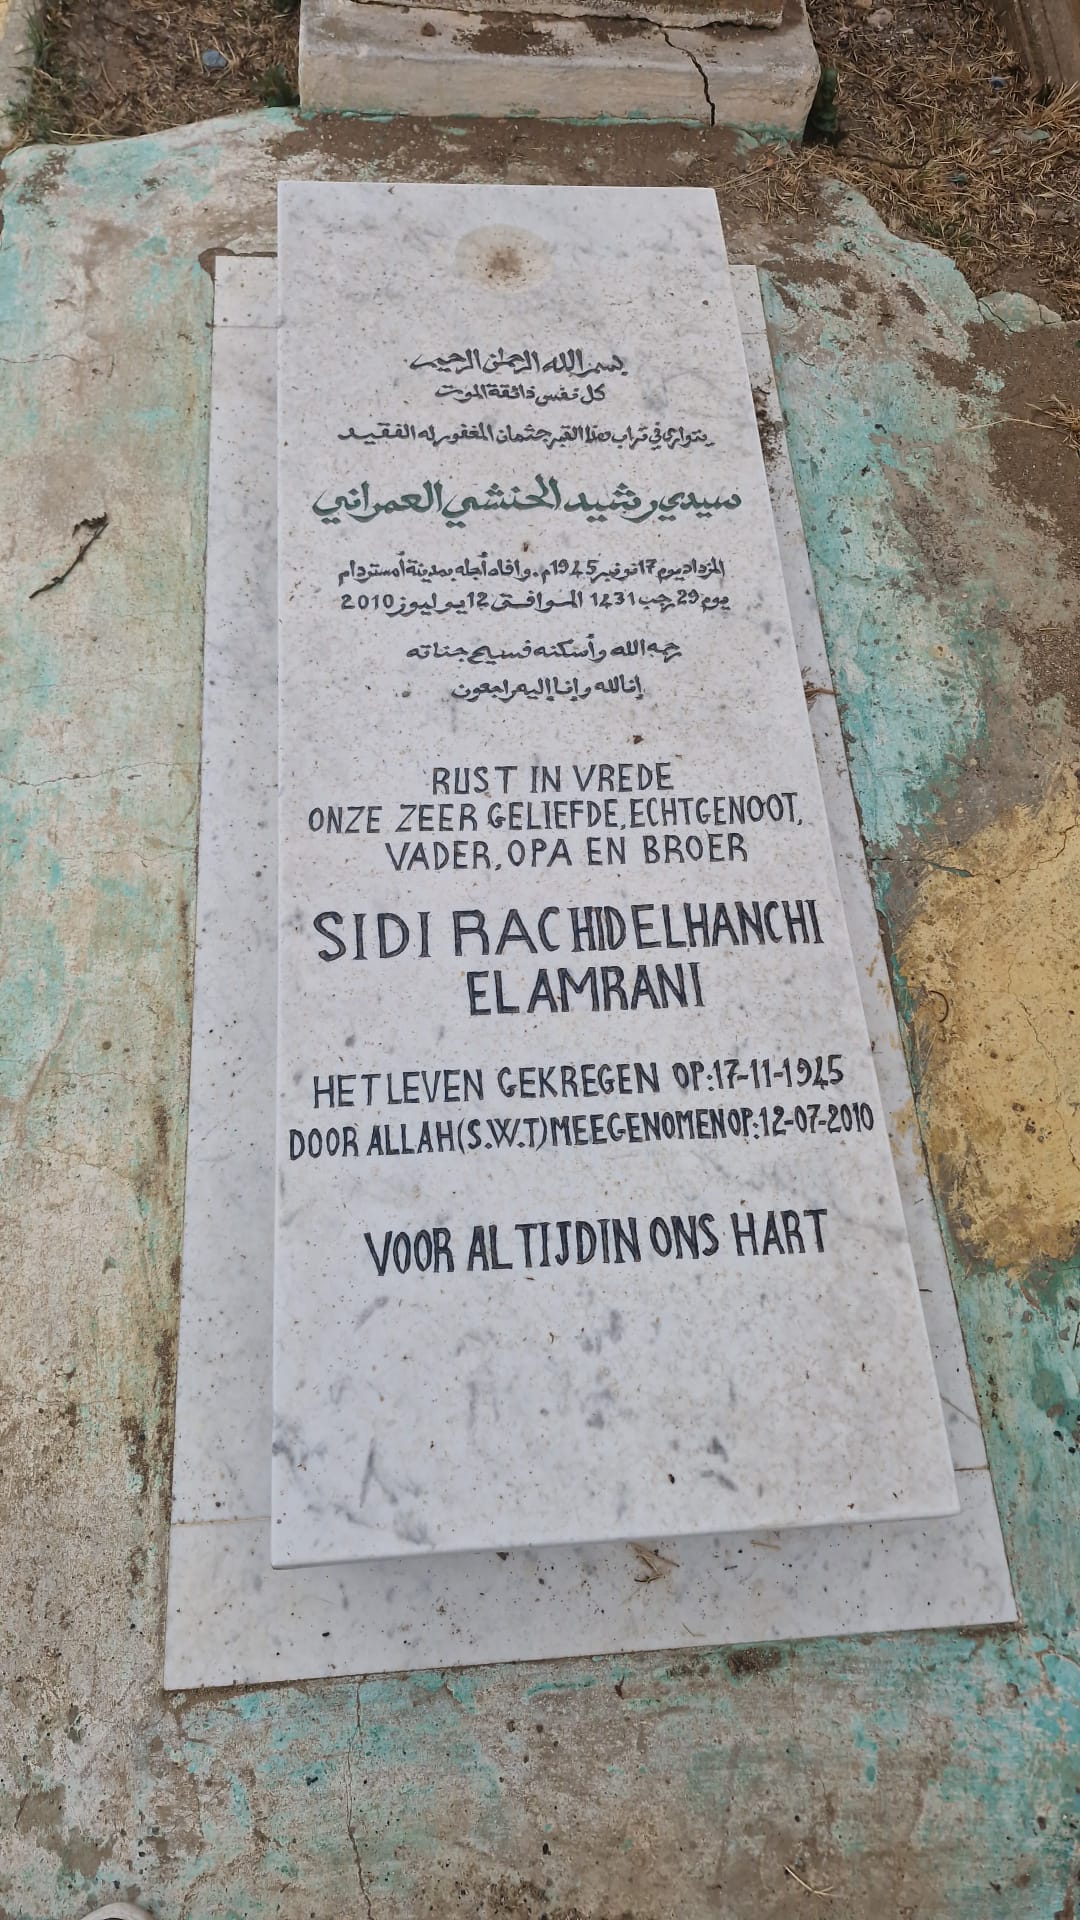 بسم الله الرحمان الرحيم
كل نفس ذائقة الموت
يتوارى في تراب هذا القبر جثمان المغفور له الفقيد
سيدي رشيد الحنشي العمراني
المزداد يوم 17 نونبر 1945م. وافاه أجله بمدينة أمستردام
يوم 29 رجب 1431 الموافق 12 يوليوز 2010
رحمه الله وأسكنه فسيح جناته
إنا لله وإنا إليه راجعون
RUST IN VREDE
ONZE ZEER GELIEFDE, ECHTGENOOT,
VADER, OPA EN BROER
SIDI RACHID ELHANCHI
EL AMRANI
HET LEVEN GEKREGEN OP:17-11-1945
DOOR ALLAH(S.W.T)MEEGENOMEN OP:12-07-2010
VOOR ALTIJD IN ONS HART